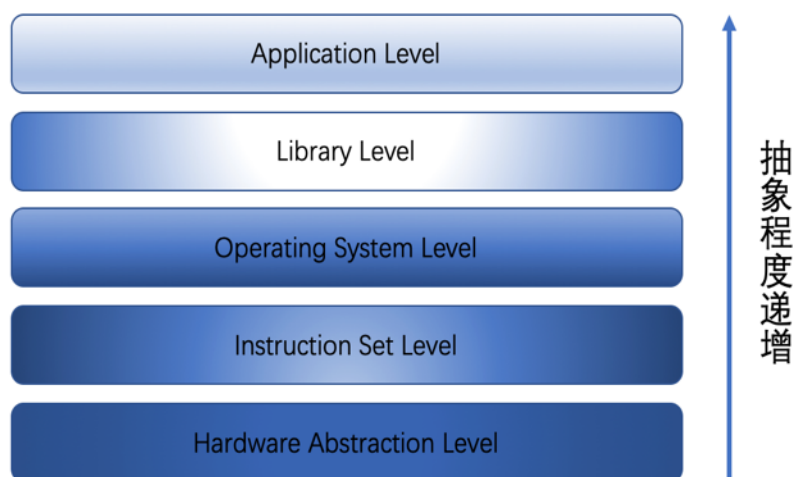 Application Level
Library Level
Operating System Level
Instruction Set Level
Hardware Abstraction Level
抽象程度递增